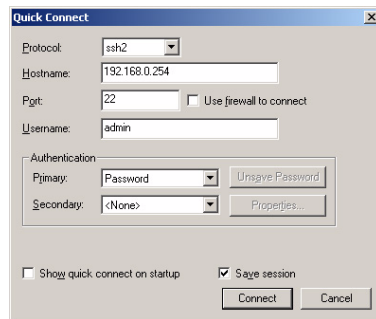 Quick Connect
Protocol: ssh2
Hostname: 192.168.0.254
Port: 22 Use firewall to connect
Username: admin
Authentication
Primary: Password Unsave Password
Secondary: <None> Properties...
Show quick connect on startup Save session
Connect Cancel